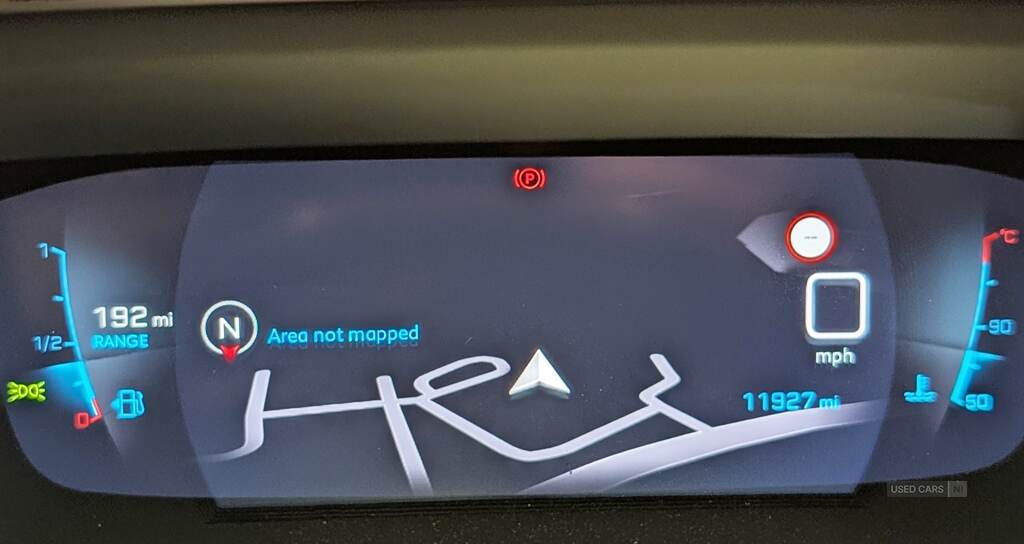 P
1
°C
192 mi
RANGE
1/2
N
Area not mapped
90
mph
0
11927 mi
50
USED CARS NI